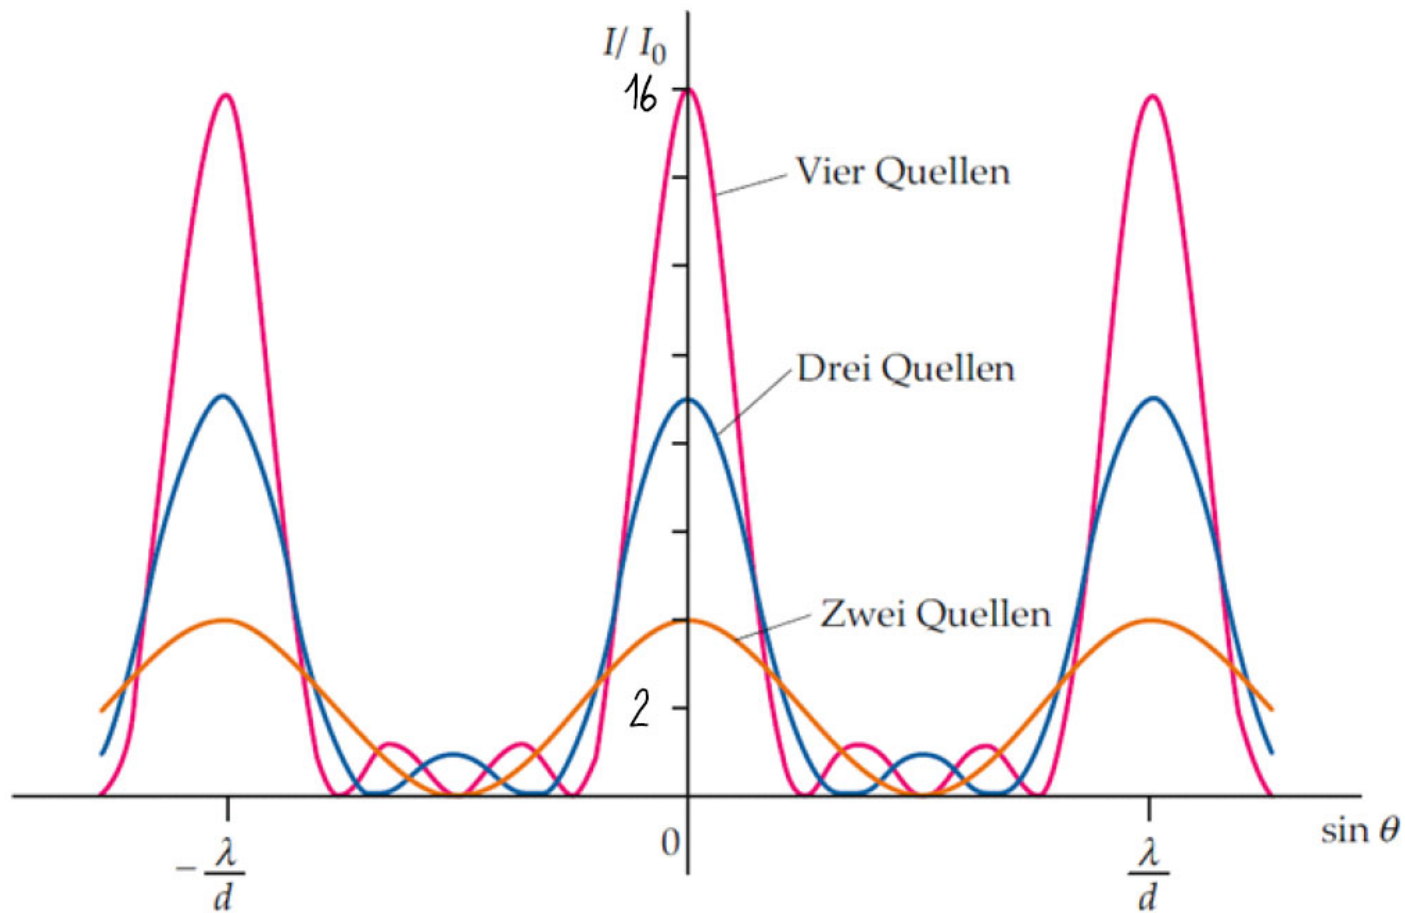 I/ I₀
16
Vier Quellen
Drei Quellen
Zwei Quellen
2
0
sin θ
−λ/d
λ/d